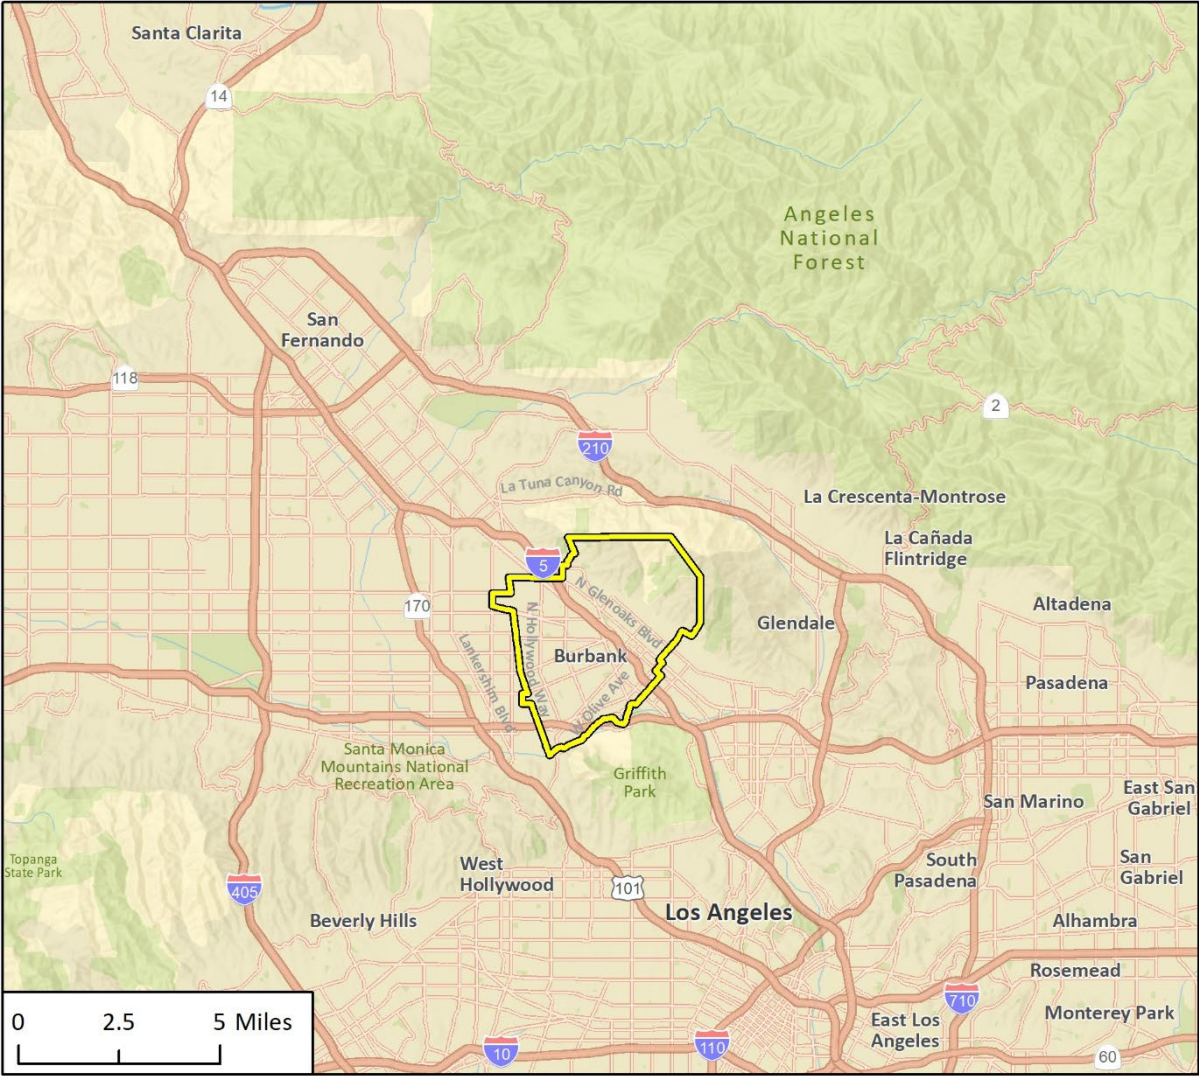 Santa Clarita
14
Angeles
National
Forest
San
Fernando
118
2
210
La Tuna Canyon Rd
La Crescenta-Montrose
La Cañada
Flintridge
5
N Glenoaks Blvd
170
N Hollywood Way
Altadena
Glendale
Lankershim Blvd
Burbank
Pasadena
W Olive Ave
Santa Monica
Mountains National
Recreation Area
Griffith
Park
San Marino
East San
Gabriel
Topanga
State Park
West
Hollywood
South
Pasadena
San
Gabriel
405
101
Beverly Hills
Los Angeles
Alhambra
Rosemead
710
Monterey Park
East Los
Angeles
0 2.5 5 Miles
10
110
60